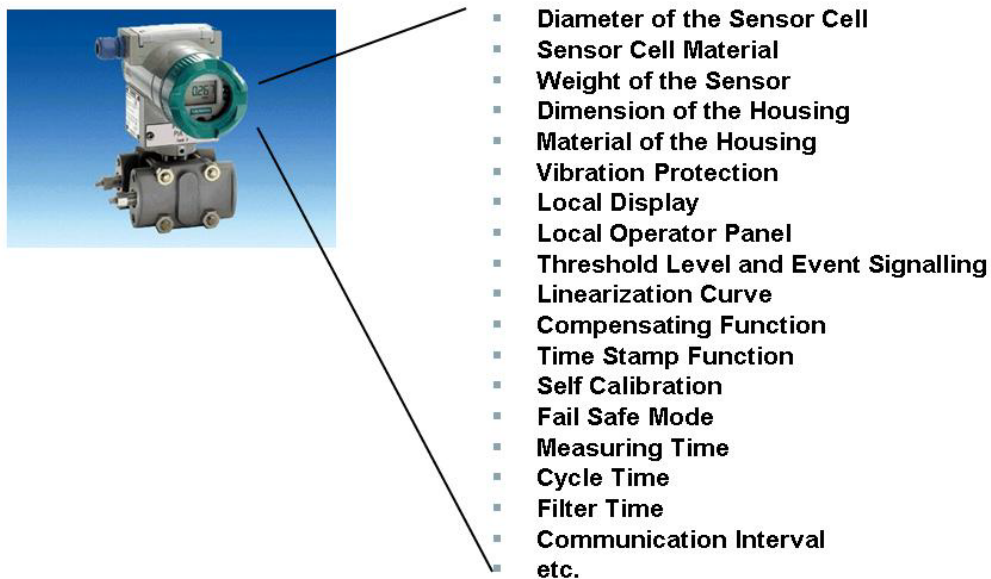 Diameter of the Sensor Cell
Sensor Cell Material
Weight of the Sensor
Dimension of the Housing
Material of the Housing
Vibration Protection
Local Display
Local Operator Panel
Threshold Level and Event Signalling
Linearization Curve
Compensating Function
Time Stamp Function
Self Calibration
Fail Safe Mode
Measuring Time
Cycle Time
Filter Time
Communication Interval
etc.